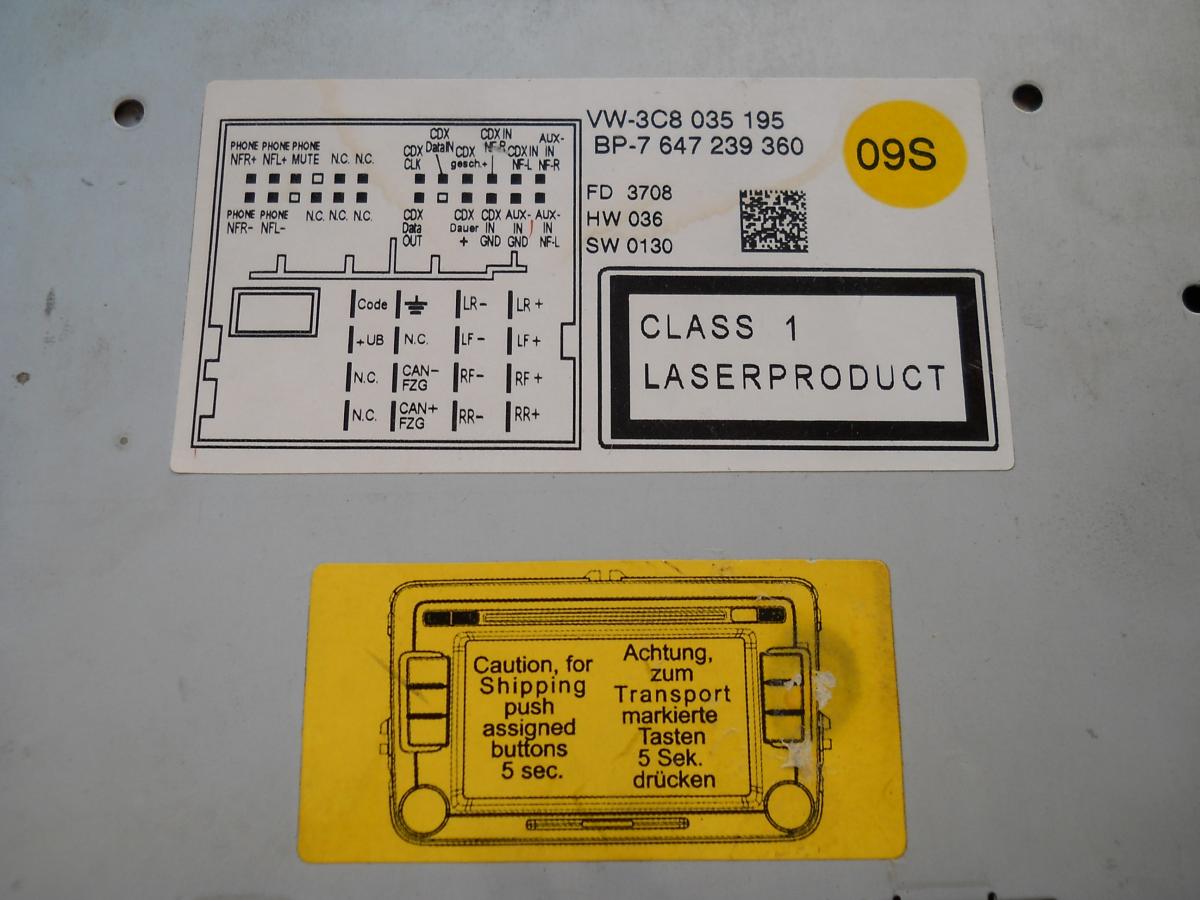 PHONE PHONE PHONE
NFR+ NFL+ MUTE N.C. N.C.
PHONE PHONE
NFR- NFL-
N.C. N.C. N.C.
CDX
CLK
CDX
DataIN
CDX
gesch.+
CDX IN
NF-R
CDX IN
NF-L
AUX-
IN
NF-R
CDX
Data
OUT
CDX
Dauer
+
CDX
IN
GND
AUX-
IN
GND
AUX-
IN
NF-L
Code LR- LR+
+UB N.C. LF- LF+
N.C. CAN-
FZG RF- RF+
N.C. CAN+
FZG RR- RR+
VW-3C8 035 195
BP-7 647 239 360
09S
FD 3708
HW 036
SW 0130
CLASS 1
LASERPRODUCT
Caution, for
Shipping
push
assigned
buttons
5 sec.
Achtung,
zum
Transport
markierte
Tasten
5 Sek.
drücken